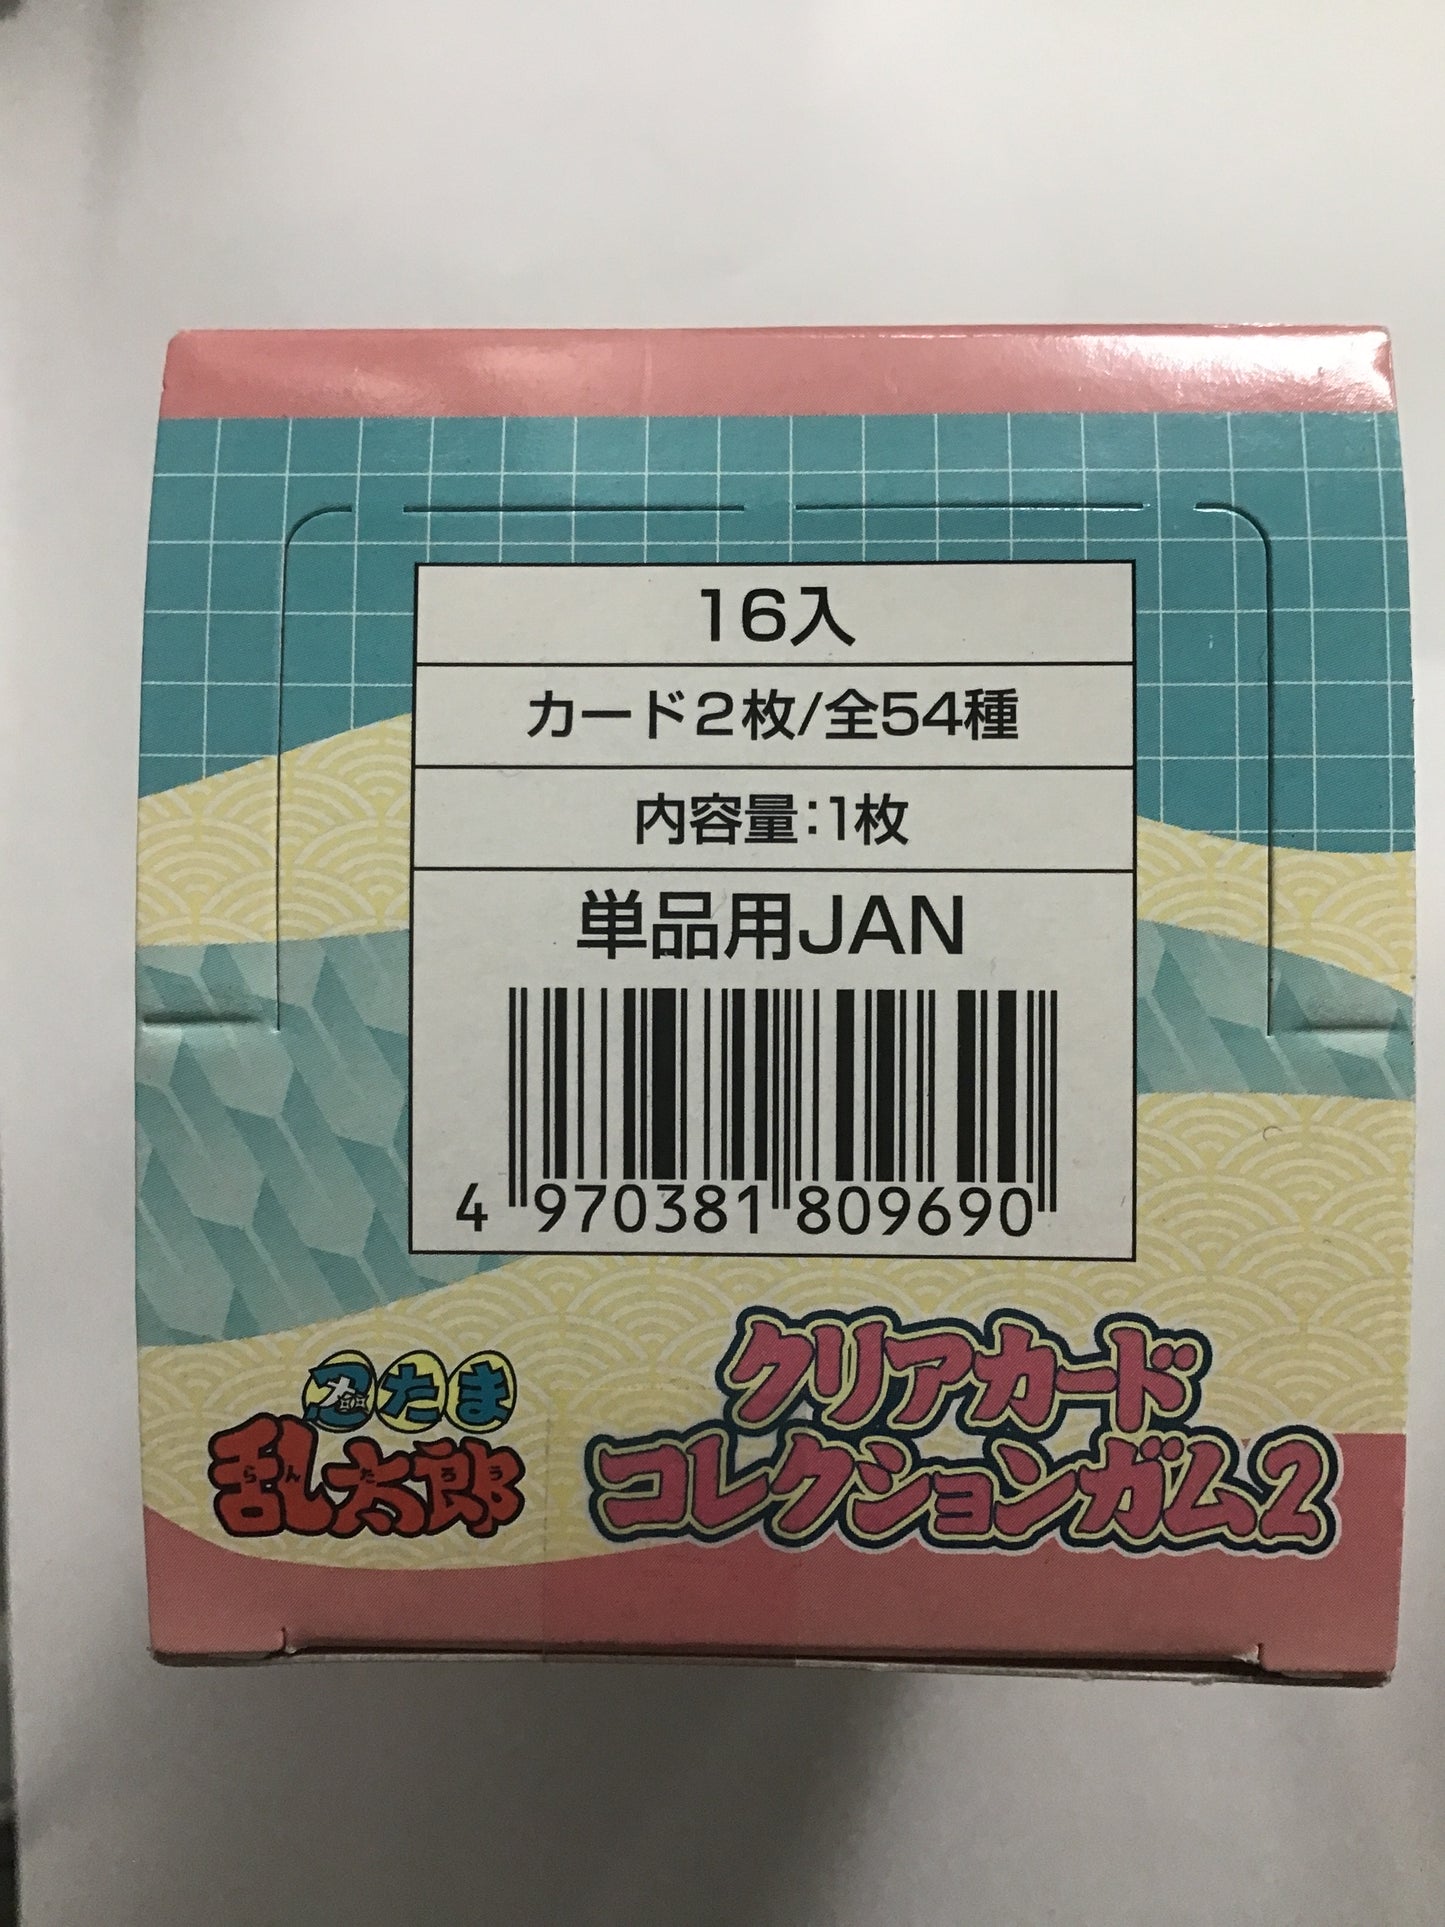 16入
カード2枚/全54種
内容量:1枚
単品用JAN
4 970381 809690
忍たま
乱太郎
らんたろう
クリアカード
コレクションガム2